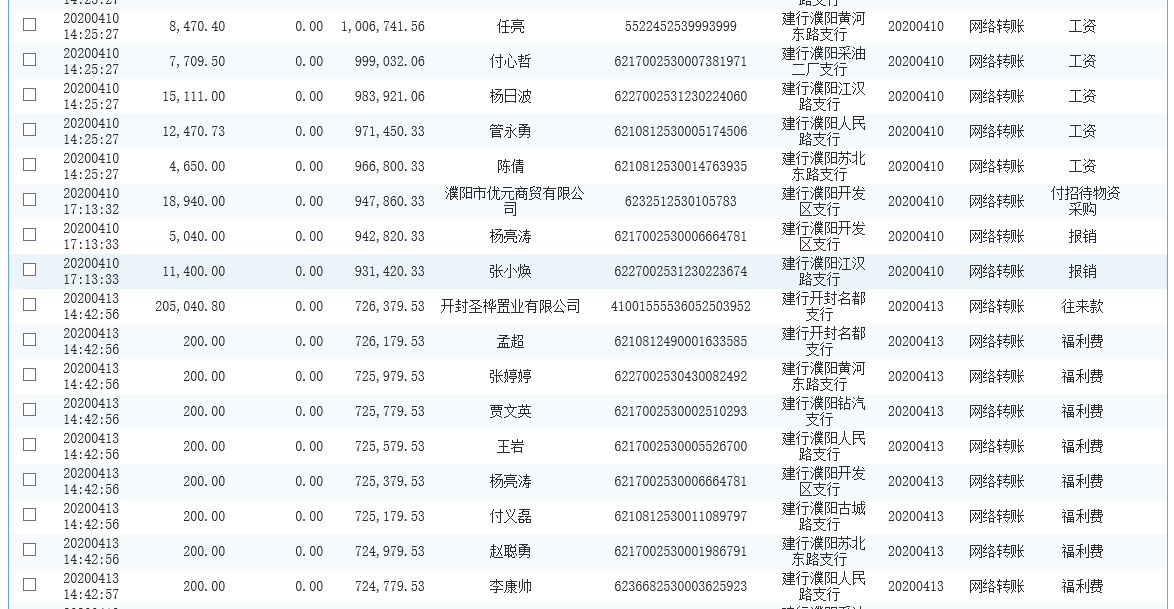 20200410 8,470.40 0.00 1,006,741.56 任亮 5522452539993999 建行濮阳黄河 20200410 网络转账 工资
14:25:27 东路支行
20200410 7,709.50 0.00 999,032.06 付心哲 6217002530007381971 建行濮阳采油 20200410 网络转账 工资
14:25:27 二厂支行
20200410 15,111.00 0.00 983,921.06 杨日波 6227002531230224060 建行濮阳江汉 20200410 网络转账 工资
14:25:27 路支行
20200410 12,470.73 0.00 971,450.33 管永勇 6210812530005174506 建行濮阳人民 20200410 网络转账 工资
14:25:27 路支行
20200410 4,650.00 0.00 966,800.33 陈倩 6210812530014763935 建行濮阳苏北 20200410 网络转账 工资
14:25:27 东路支行
20200410 18,940.00 0.00 947,860.33 濮阳市优元商贸有限公 6232512530105783 建行濮阳开发 20200410 网络转账 付招待物资
17:13:32 司 区支行 采购
20200410 5,040.00 0.00 942,820.33 杨亮涛 6217002530006664781 建行濮阳开发 20200410 网络转账 报销
17:13:33 区支行
20200410 11,400.00 0.00 931,420.33 张小焕 6227002531230223674 建行濮阳江汉 20200410 网络转账 报销
17:13:33 路支行
20200413 205,040.80 0.00 726,379.53 开封圣桦置业有限公司 41001555536052503952 建行开封名都 20200413 网络转账 往来款
14:42:56 支行
20200413 200.00 0.00 726,179.53 孟超 6210812490001633585 建行开封名都 20200413 网络转账 福利费
14:42:56 支行
20200413 200.00 0.00 725,979.53 张婷婷 6227002530430082492 建行濮阳黄河 20200413 网络转账 福利费
14:42:56 东路支行
20200413 200.00 0.00 725,779.53 贾文英 6217002530002510293 建行濮阳钻汽 20200413 网络转账 福利费
14:42:56 支行
20200413 200.00 0.00 725,579.53 王岩 6217002530005526700 建行濮阳人民 20200413 网络转账 福利费
14:42:56 路支行
20200413 200.00 0.00 725,379.53 杨亮涛 6217002530006664781 建行濮阳开发 20200413 网络转账 福利费
14:42:56 区支行
20200413 200.00 0.00 725,179.53 付义磊 6210812530011089797 建行濮阳古城 20200413 网络转账 福利费
14:42:56 路支行
20200413 200.00 0.00 724,979.53 赵聪勇 6217002530001986791 建行濮阳苏北 20200413 网络转账 福利费
14:42:56 东路支行
20200413 200.00 0.00 724,779.53 李康帅 6236682530003625923 建行濮阳人民 20200413 网络转账 福利费
14:42:57 路支行